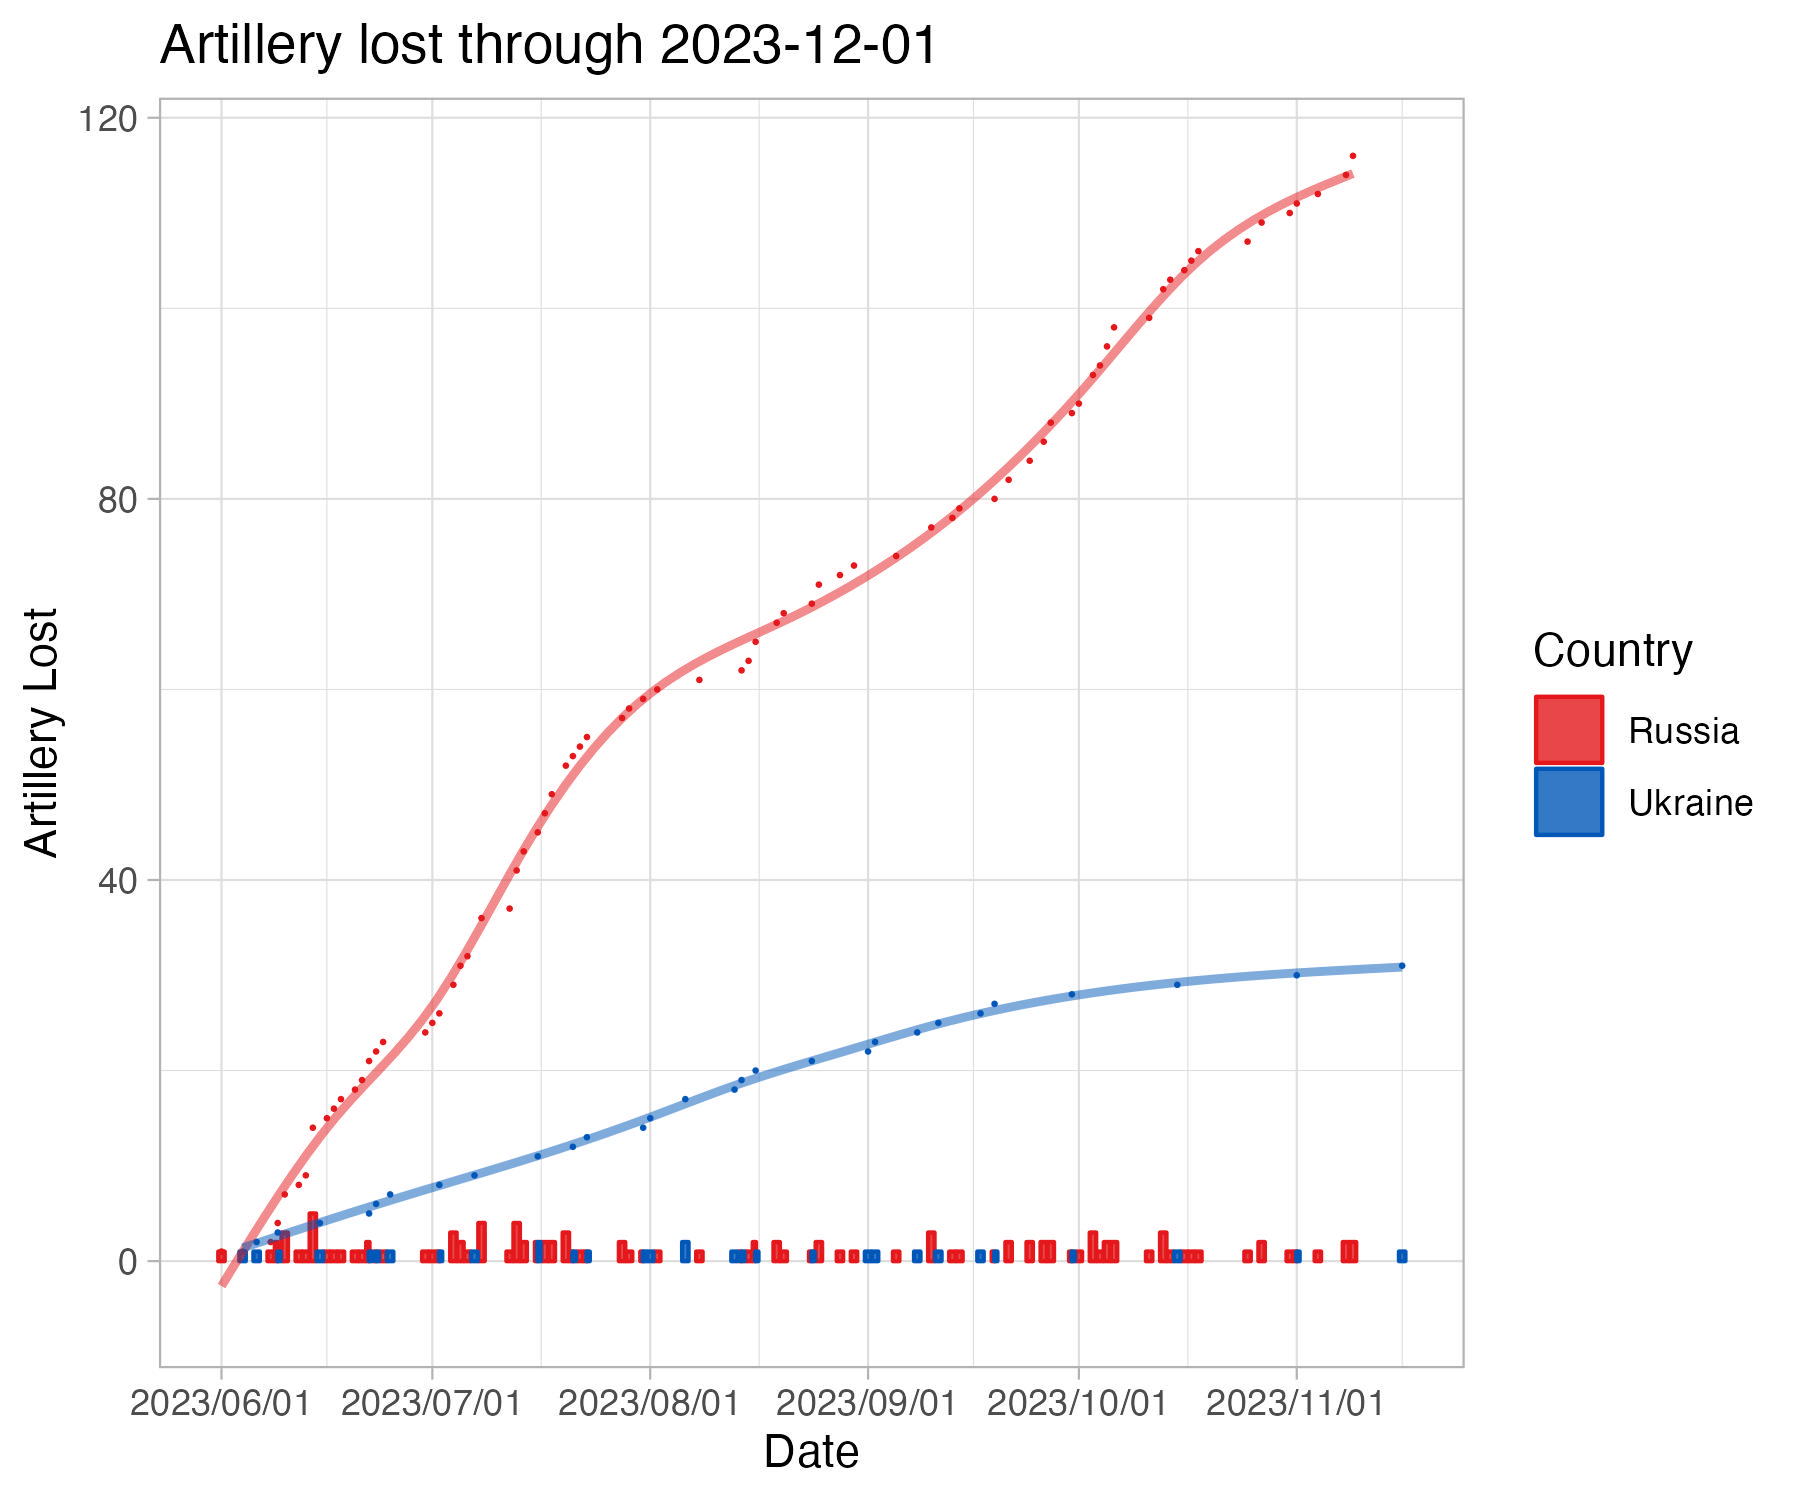 Artillery lost through 2023-12-01
120
80
40
0
Artillery Lost
2023/06/01 2023/07/01 2023/08/01 2023/09/01 2023/10/01 2023/11/01
Date
Country
Russia
Ukraine